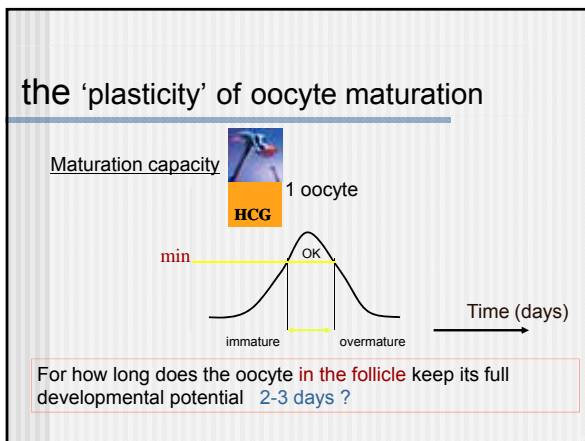 the 'plasticity' of oocyte maturation
Maturation capacity
1 oocyte
HCG
min
OK
Time (days)
immature
overmature
For how long does the oocyte in the follicle keep its full
developmental potential 2-3 days ?